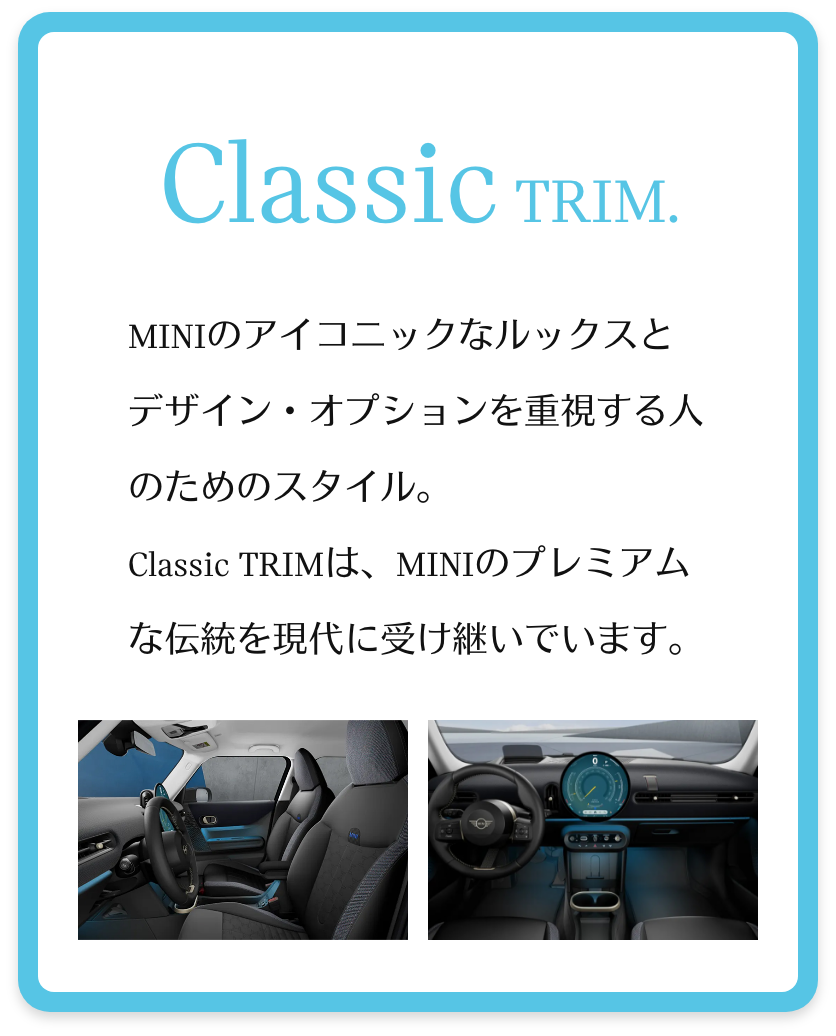 Classic TRIM.
MINIのアイコニックなルックスと
デザイン・オプションを重視する人
のためのスタイル。
Classic TRIMは、MINIのプレミアム
な伝統を現代に受け継いでいます。
0